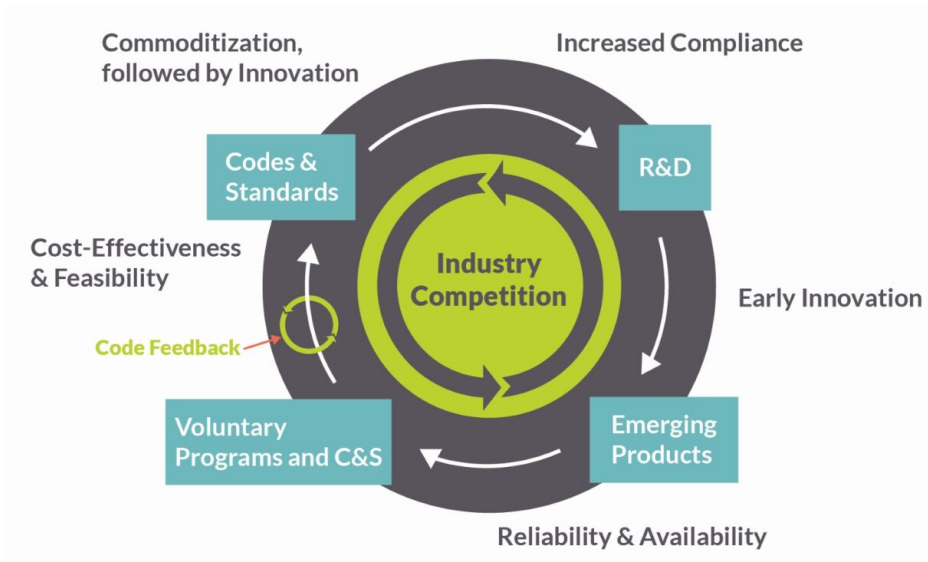 Commoditization,
followed by Innovation
Increased Compliance
Codes &
Standards
R&D
Cost-Effectiveness
& Feasibility
Industry
Competition
Early Innovation
Code Feedback
Voluntary
Programs and C&S
Emerging
Products
Reliability & Availability